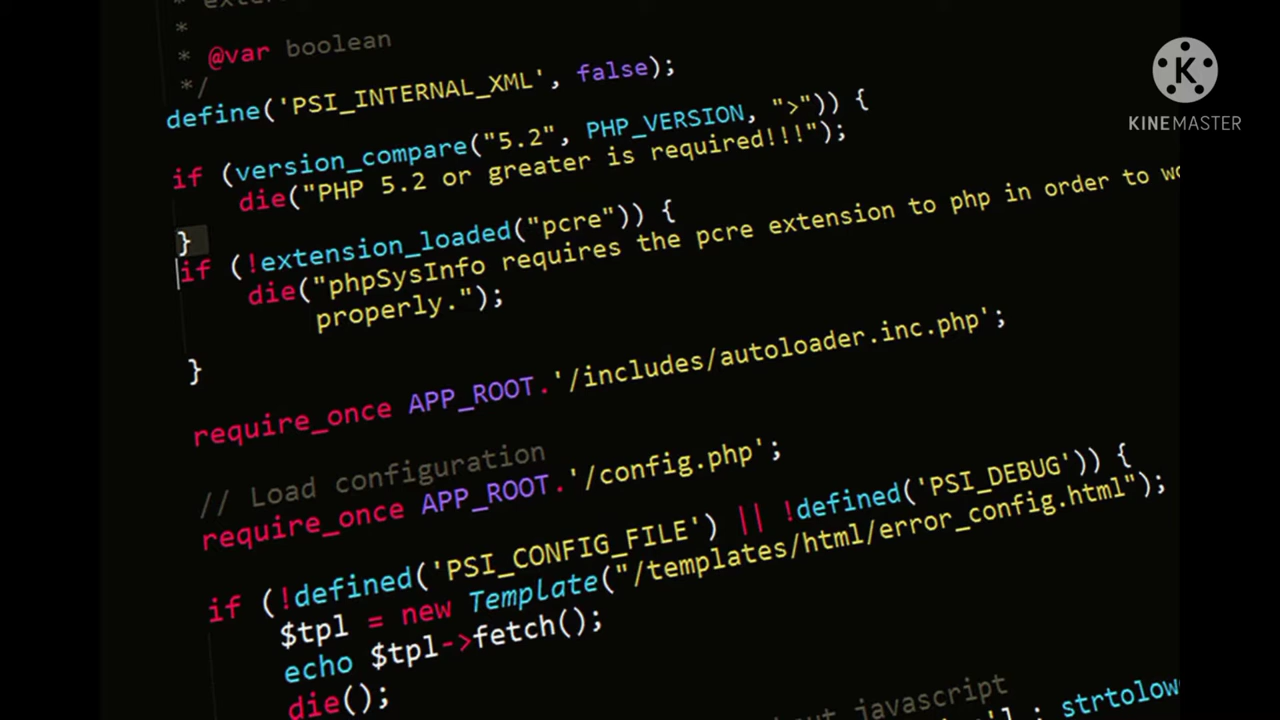 *
* @var boolean
*/
define('PSI_INTERNAL_XML', false);
if (version_compare("5.2", PHP_VERSION, ">")) {
die("PHP 5.2 or greater is required!!!");
}
if (!extension_loaded("pcre")) {
die("phpSysInfo requires the pcre extension to php in order to
properly.");
}
require_once APP_ROOT.'/includes/autoloader.inc.php';
// Load configuration
require_once APP_ROOT.'/config.php';
if (!defined('PSI_CONFIG_FILE') || !defined('PSI_DEBUG')) {
$tpl = new Template("/templates/html/error_config.html");
echo $tpl->fetch();
die();
javascript
K
KINEMASTER